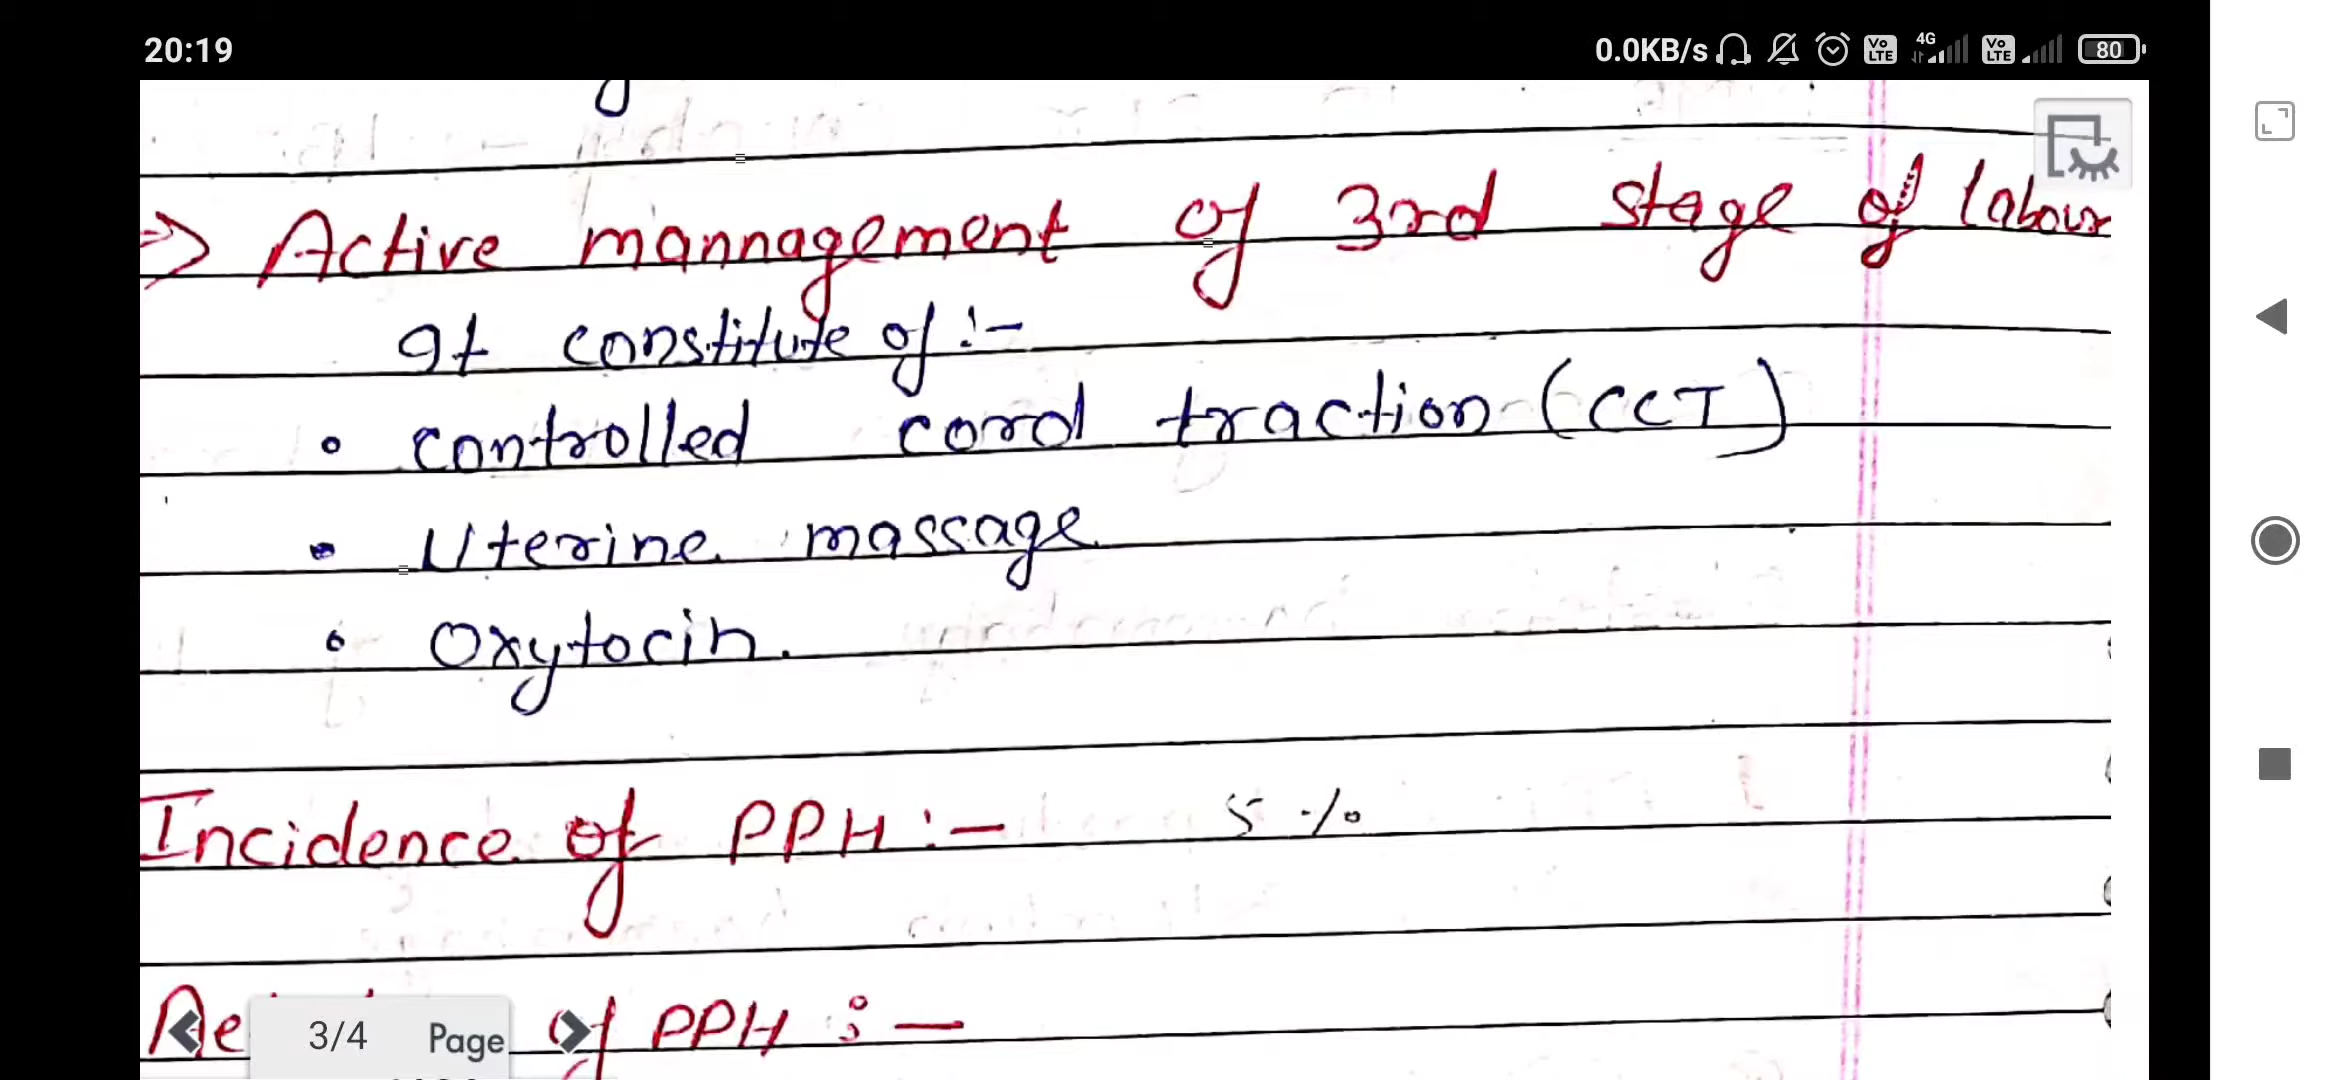 20:19
0.0KB/s 4G 80
=> Active mannagement of 3rd stage of labour
It constitute of :-
• controlled cord traction (CCT)
• Uterine massage
• Oxytocin.
Incidence of PPH :- 5 %
of PPH : -
3/4 Page